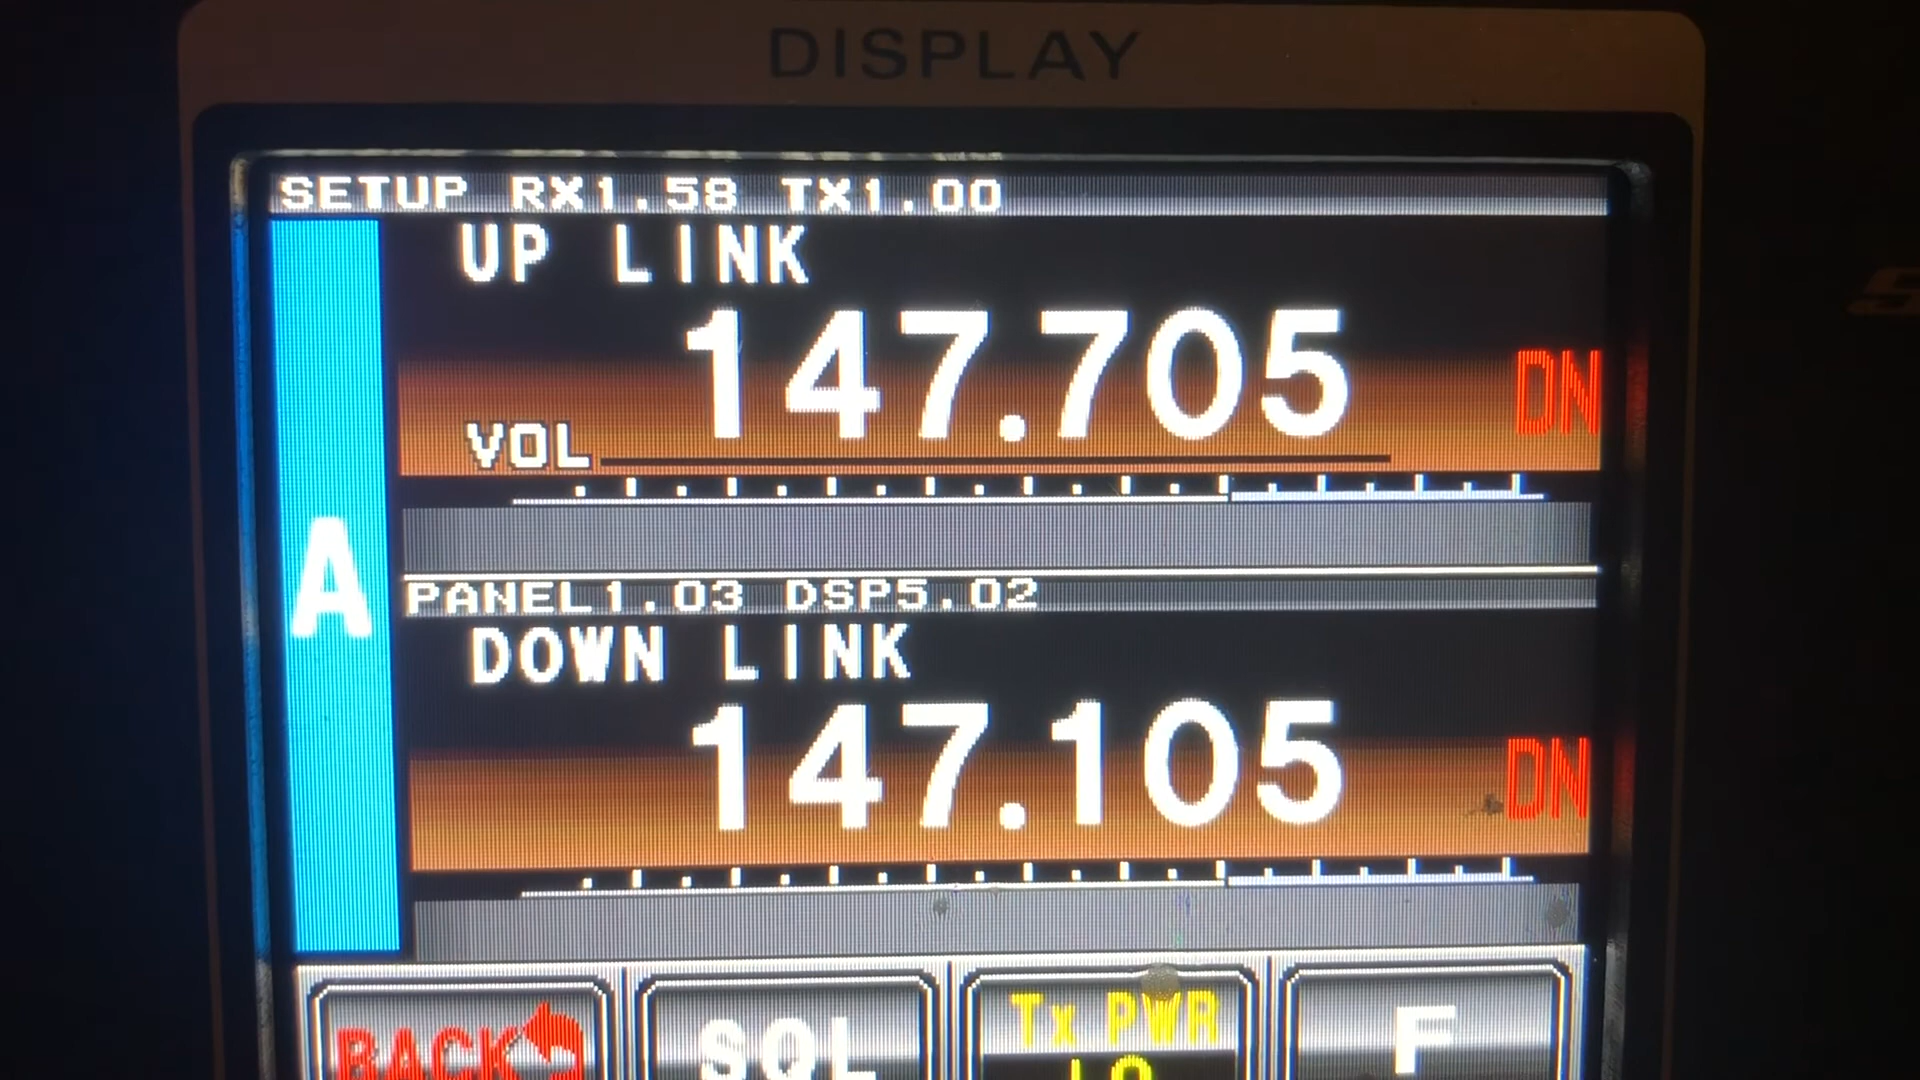 DISPLAY
SETUP RX1.58 TX1.00
UP LINK
147.705
DN
VOL
A
PANEL1.03 DSP5.02
DOWN LINK
147.105
DN
BACK
SQL
Tx PWR
LO
F